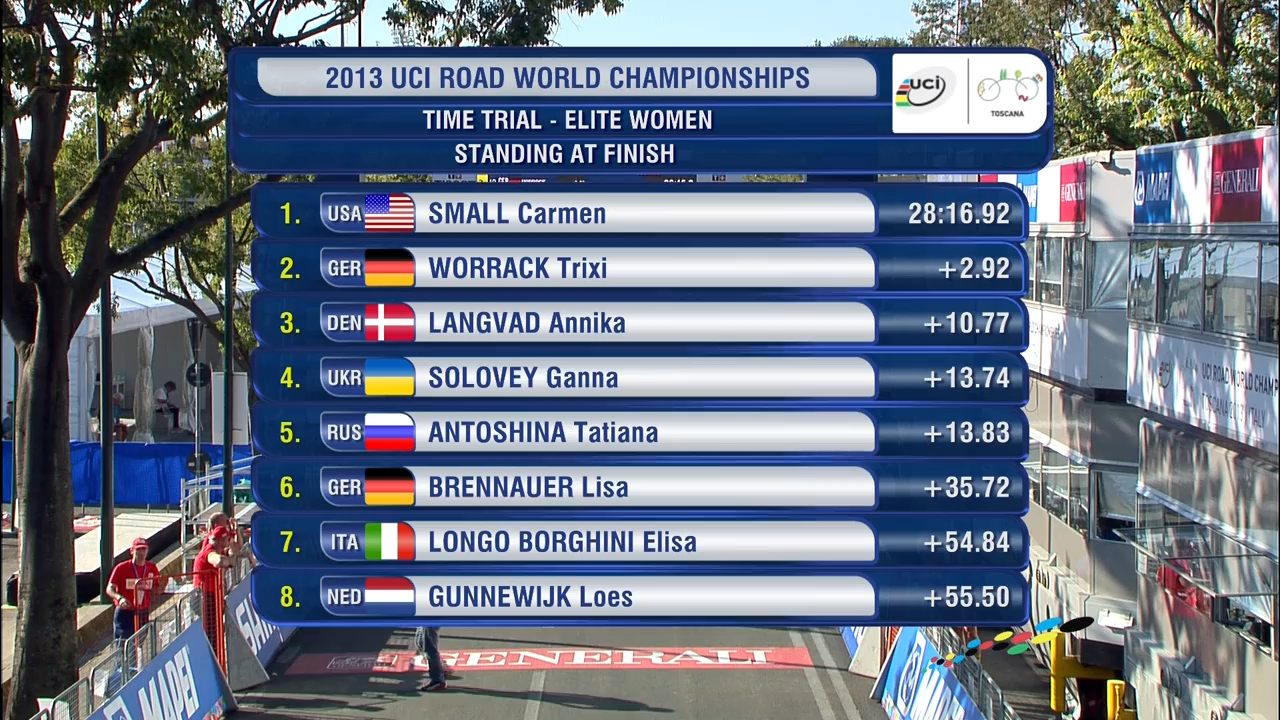 2013 UCI ROAD WORLD CHAMPIONSHIPS
uci
TOSCANA
TIME TRIAL - ELITE WOMEN
STANDING AT FINISH
1. USA SMALL Carmen 28:16.92
2. GER WORRACK Trixi +2.92
3. DEN LANGVAD Annika +10.77
4. UKR SOLOVEY Ganna +13.74
5. RUS ANTOSHINA Tatiana +13.83
6. GER BRENNAUER Lisa +35.72
7. ITA LONGO BORGHINI Elisa +54.84
8. NED GUNNEWIJK Loes +55.50
MAPEI
GENERALI
UCI ROAD WORLD CHAMP
GENERALI
MAPEI